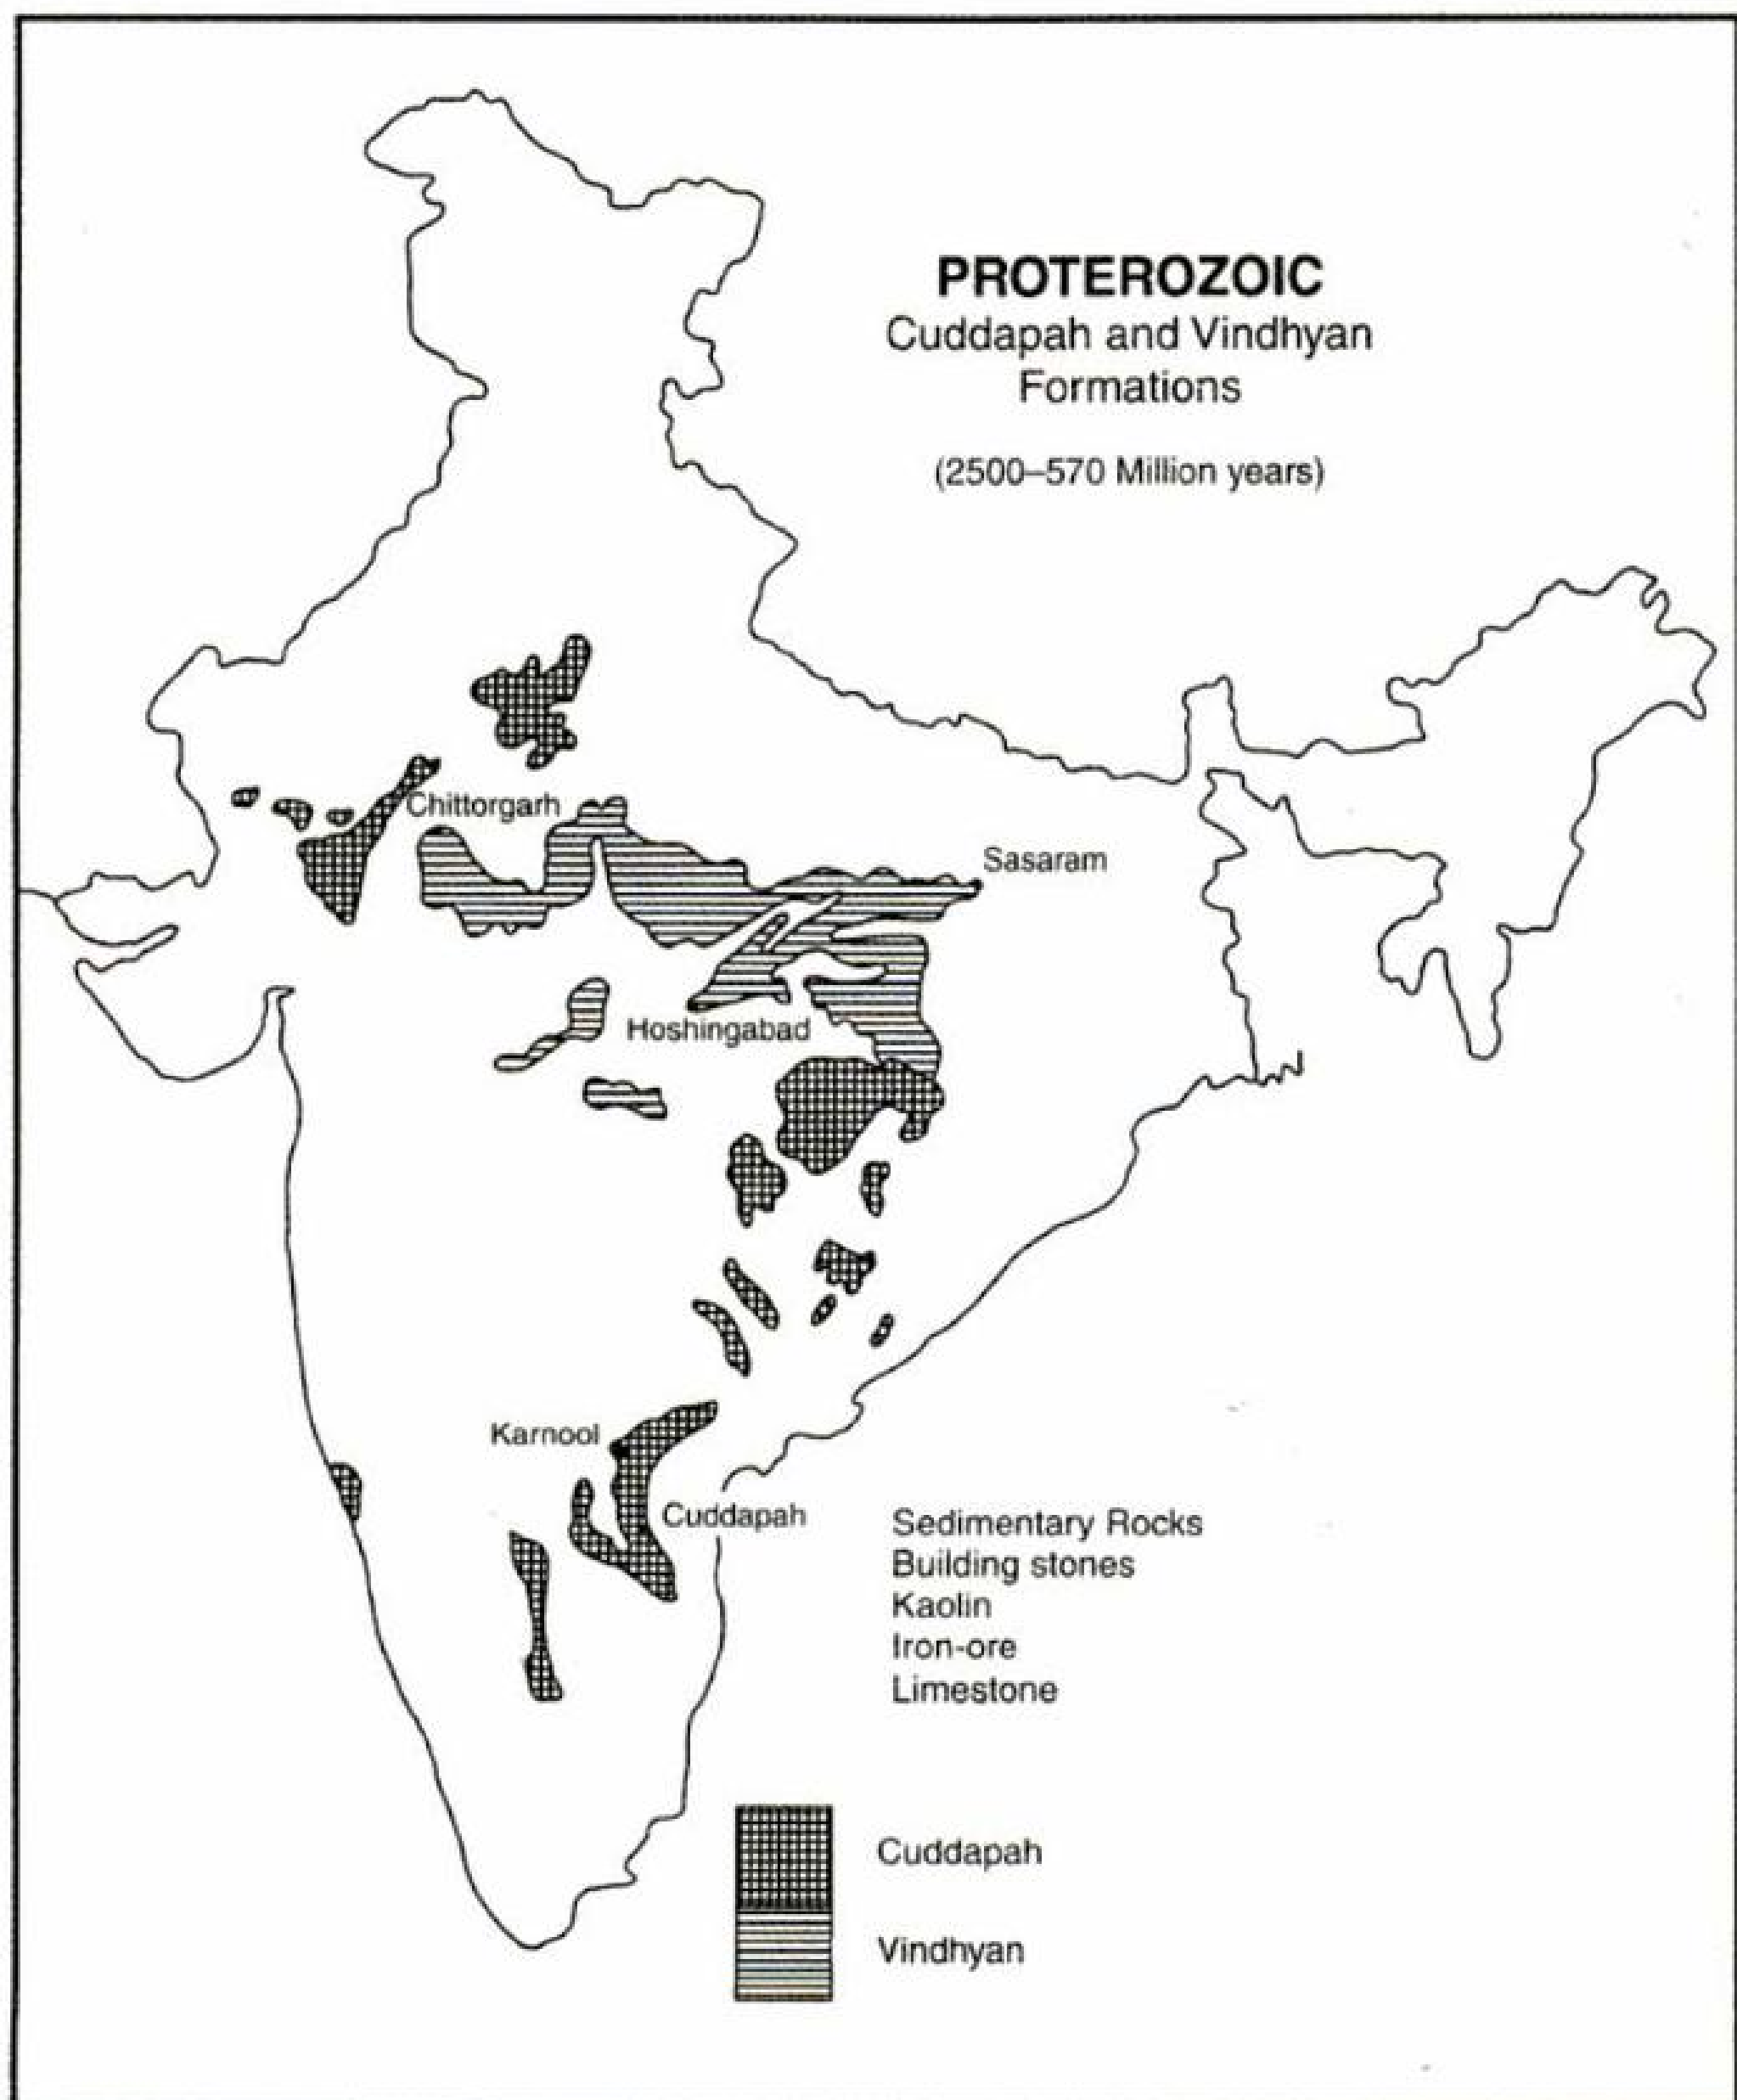 PROTEROZOIC
Cuddapah and Vindhyan
Formations
(2500–570 Million years)
Chittorgarh
Sasaram
Hoshingabad
Karnool
Cuddapah
Sedimentary Rocks
Building stones
Kaolin
Iron-ore
Limestone
Cuddapah
Vindhyan